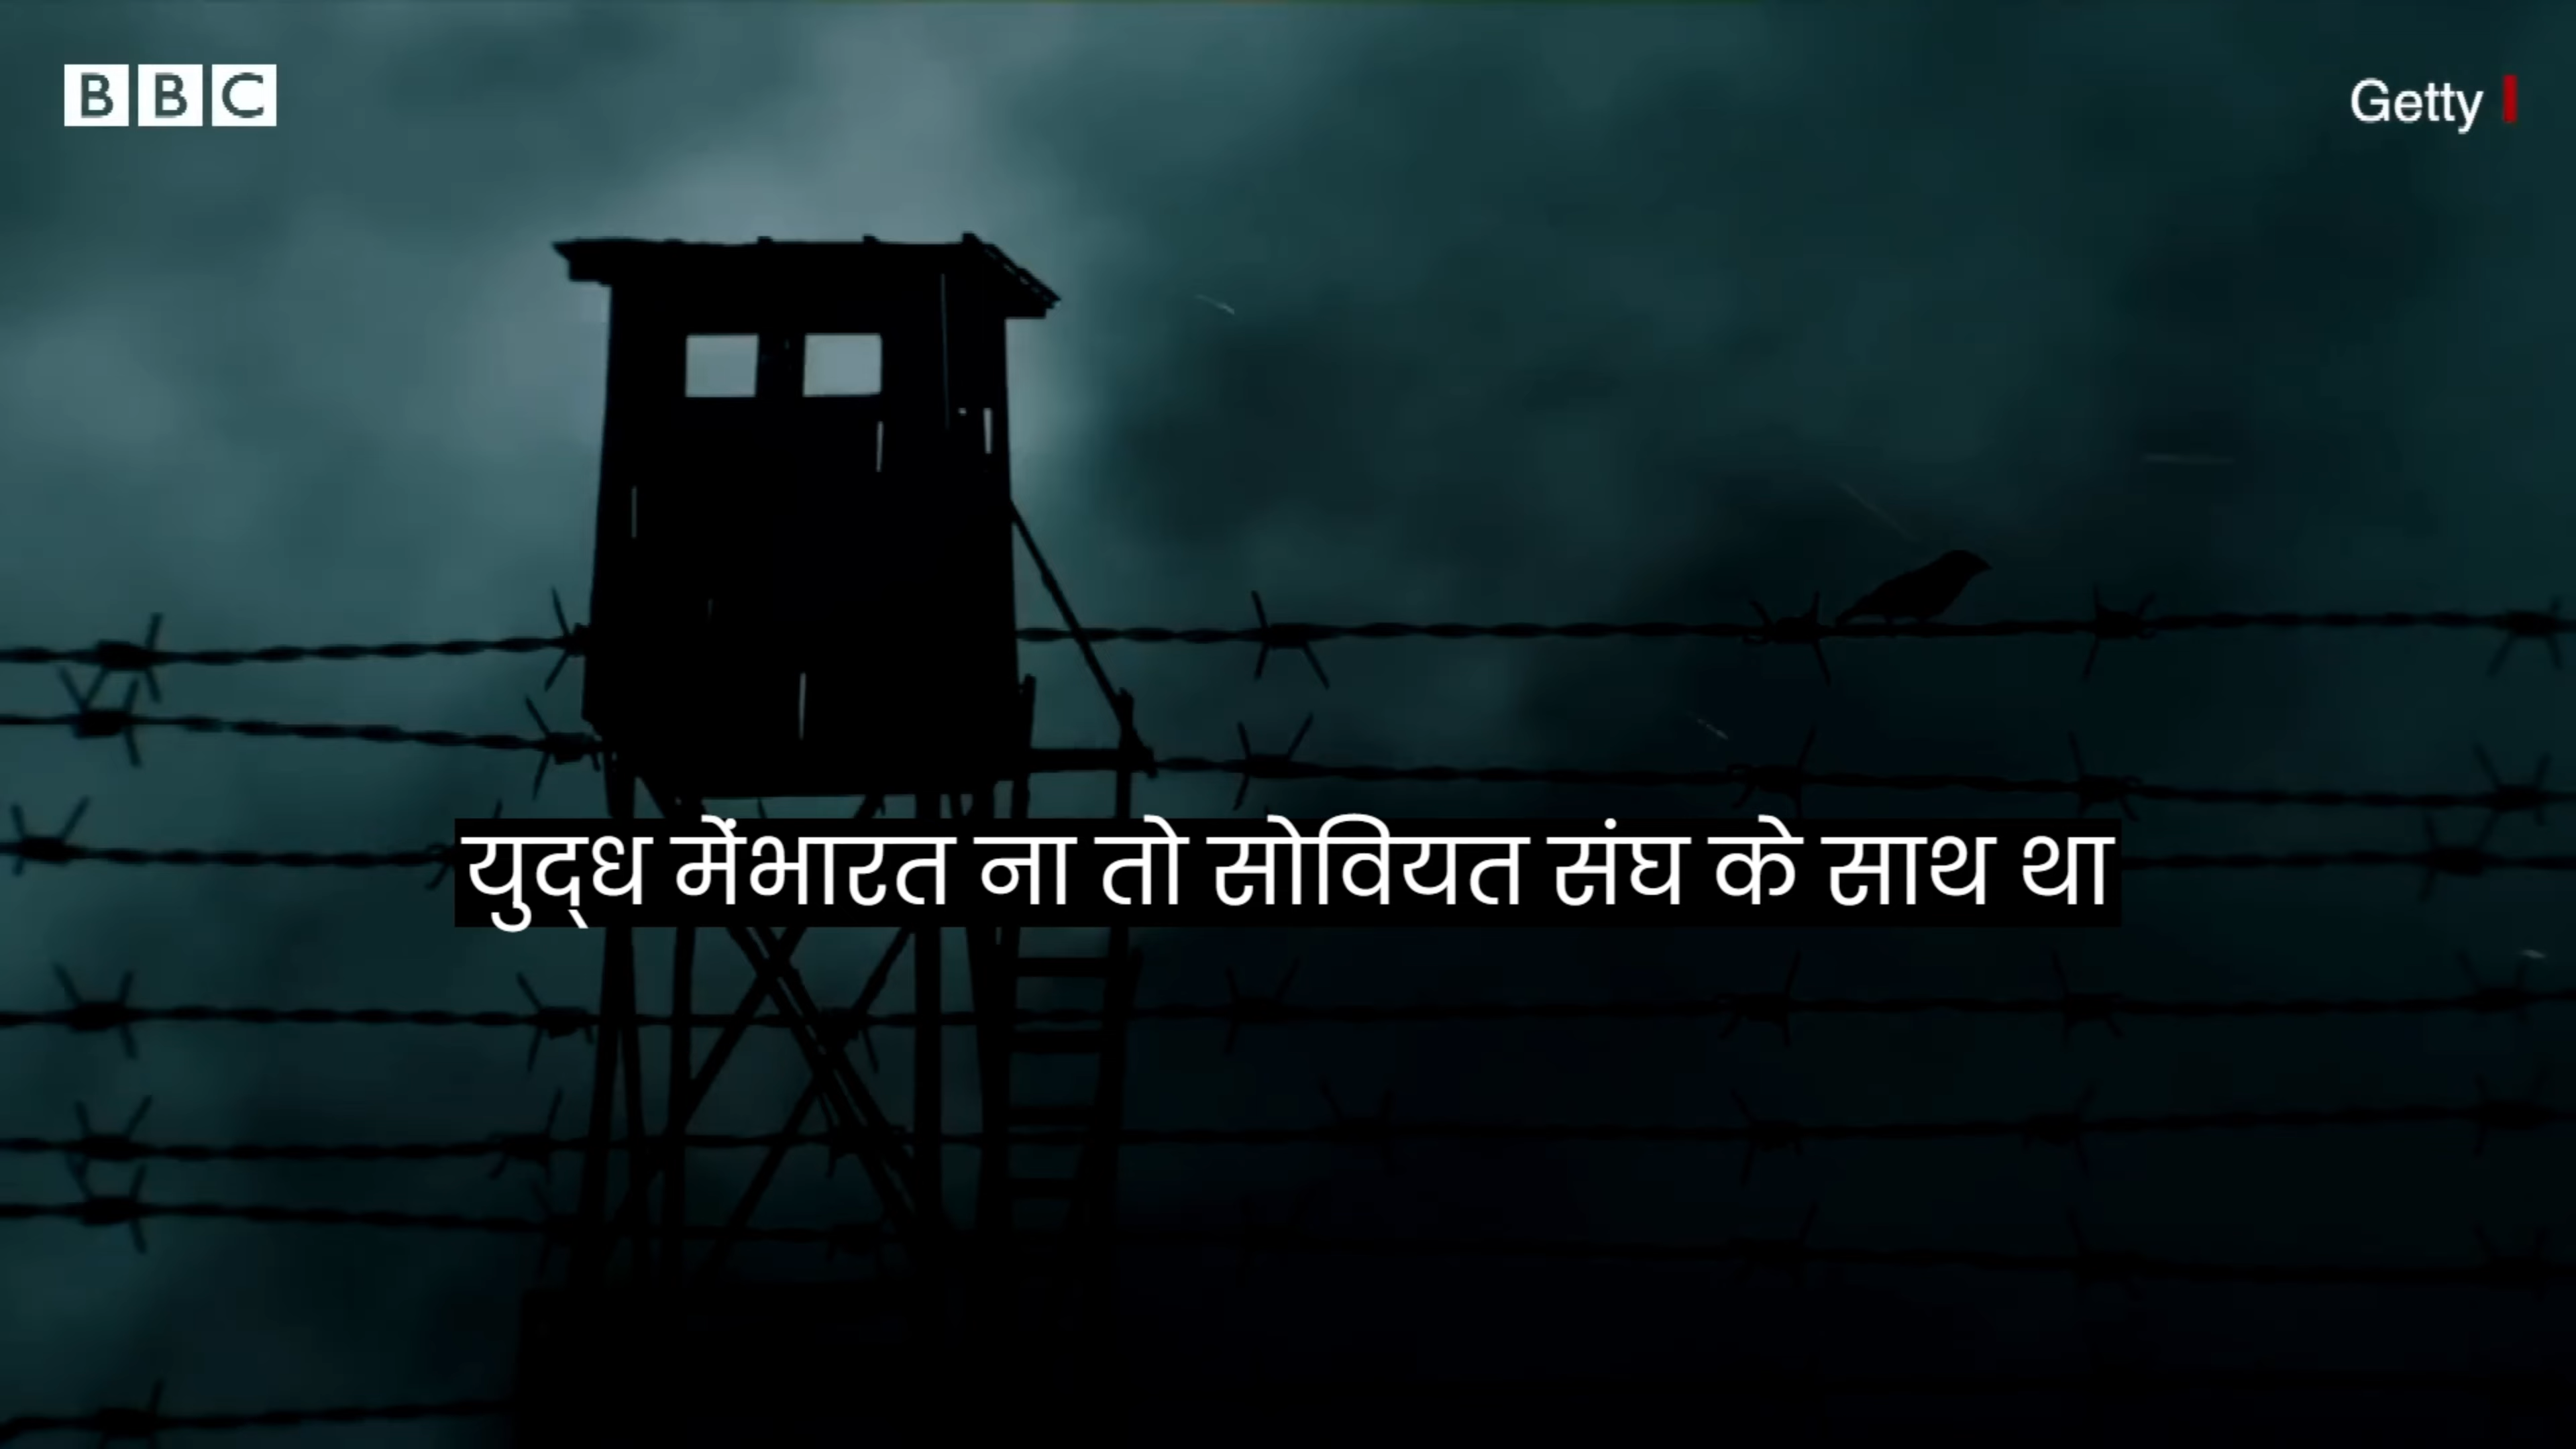 BBC
Getty
युद्ध मेंभारत ना तो सोवियत संघ के साथ था